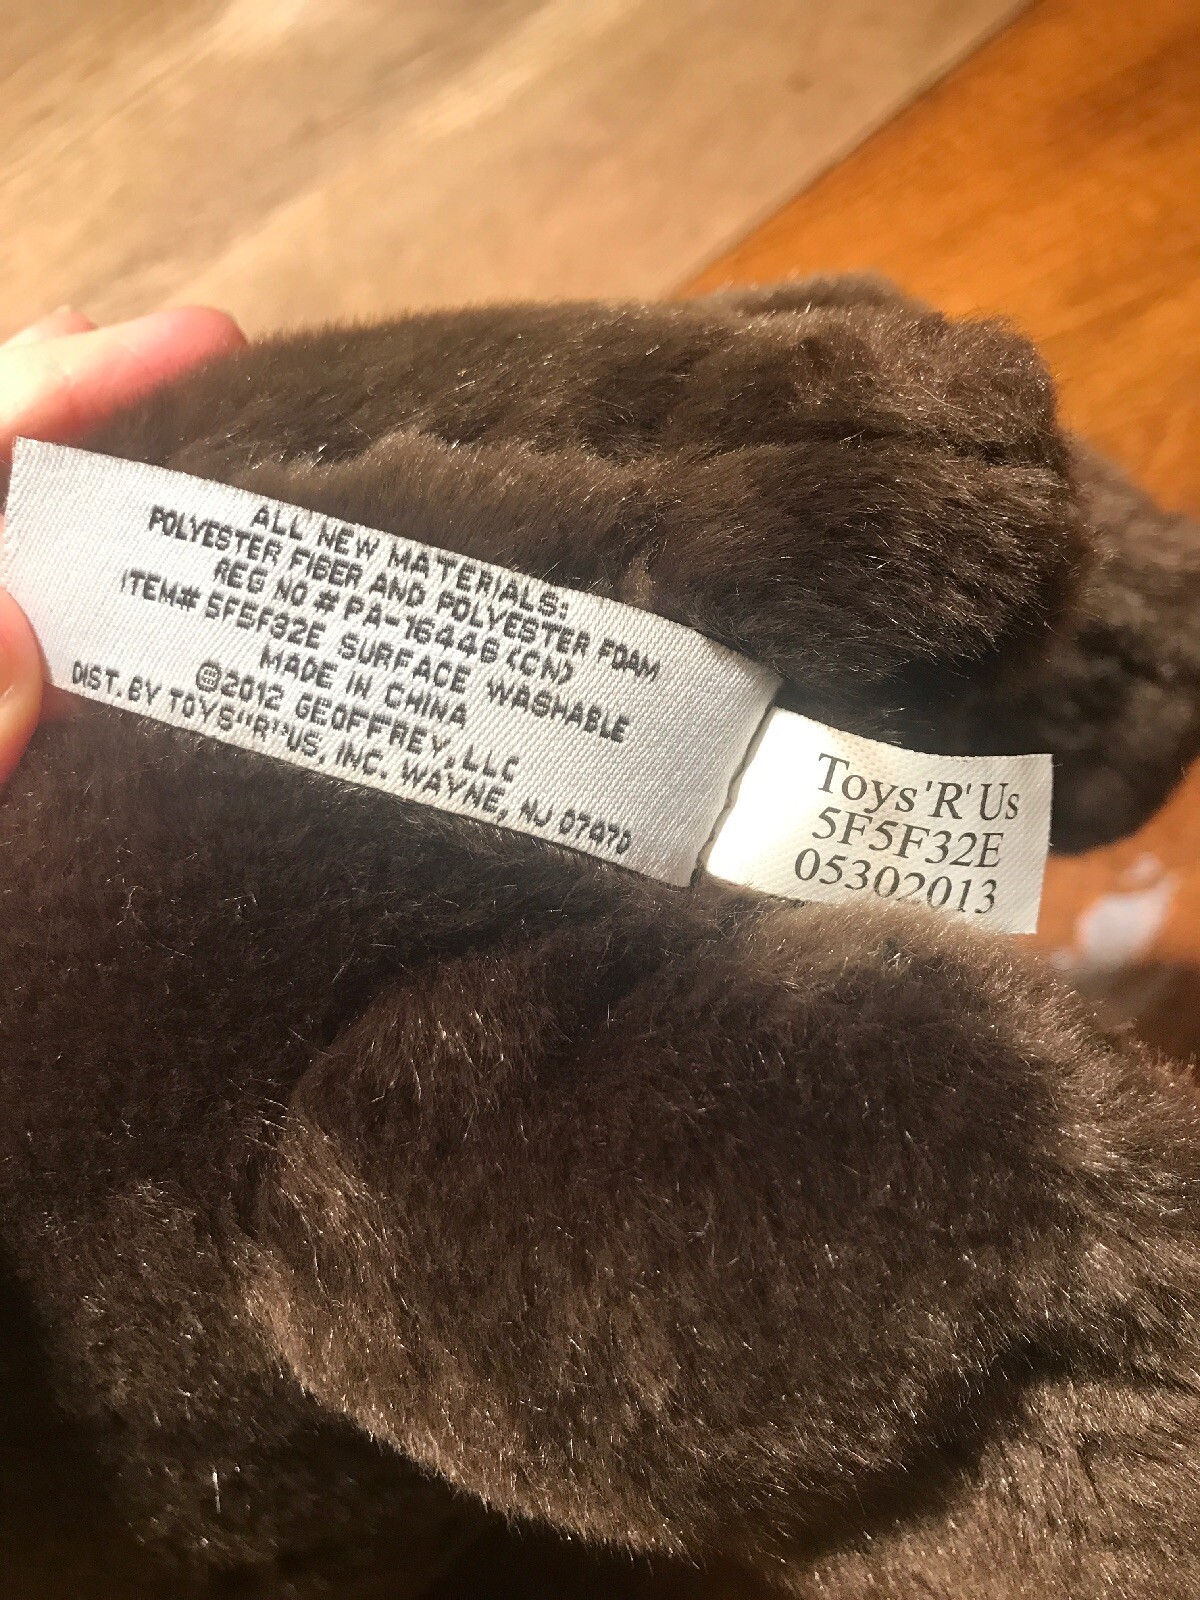 ALL NEW MATERIALS:
POLYESTER FIBER AND POLYESTER FOAM
REG NO # PA-16446 (CN)
ITEM# 5F5F32E SURFACE WASHABLE
MADE IN CHINA
©2012 GEOFFREY, LLC
DIST. BY TOYS"R"US, INC. WAYNE, NJ 07470
Toys'R'Us
5F5F32E
05302013